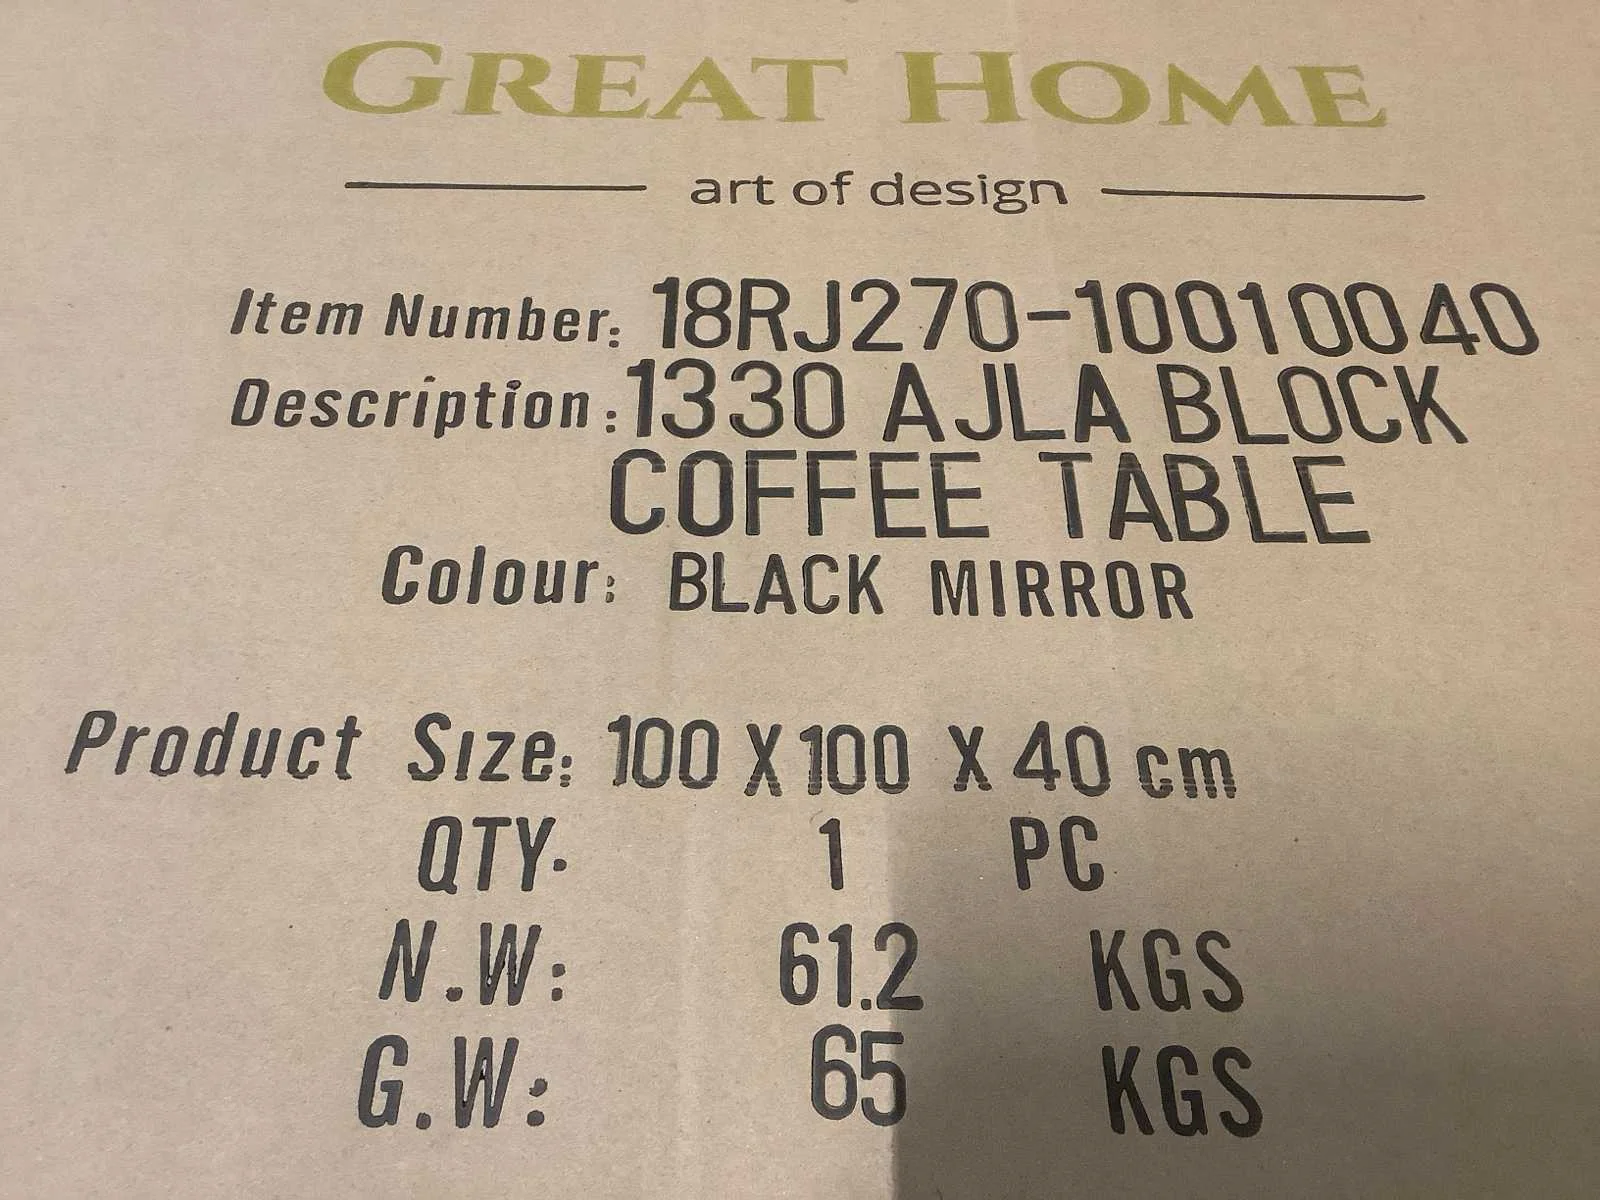 GREAT HOME
art of design
Item Number: 18RJ270-10010040
Description: 1330 AJLA BLOCK
COFFEE TABLE
Colour: BLACK MIRROR
Product Size: 100 X 100 X 40 cm
QTY: 1 PC
N.W: 61.2 KGS
G.W: 65 KGS